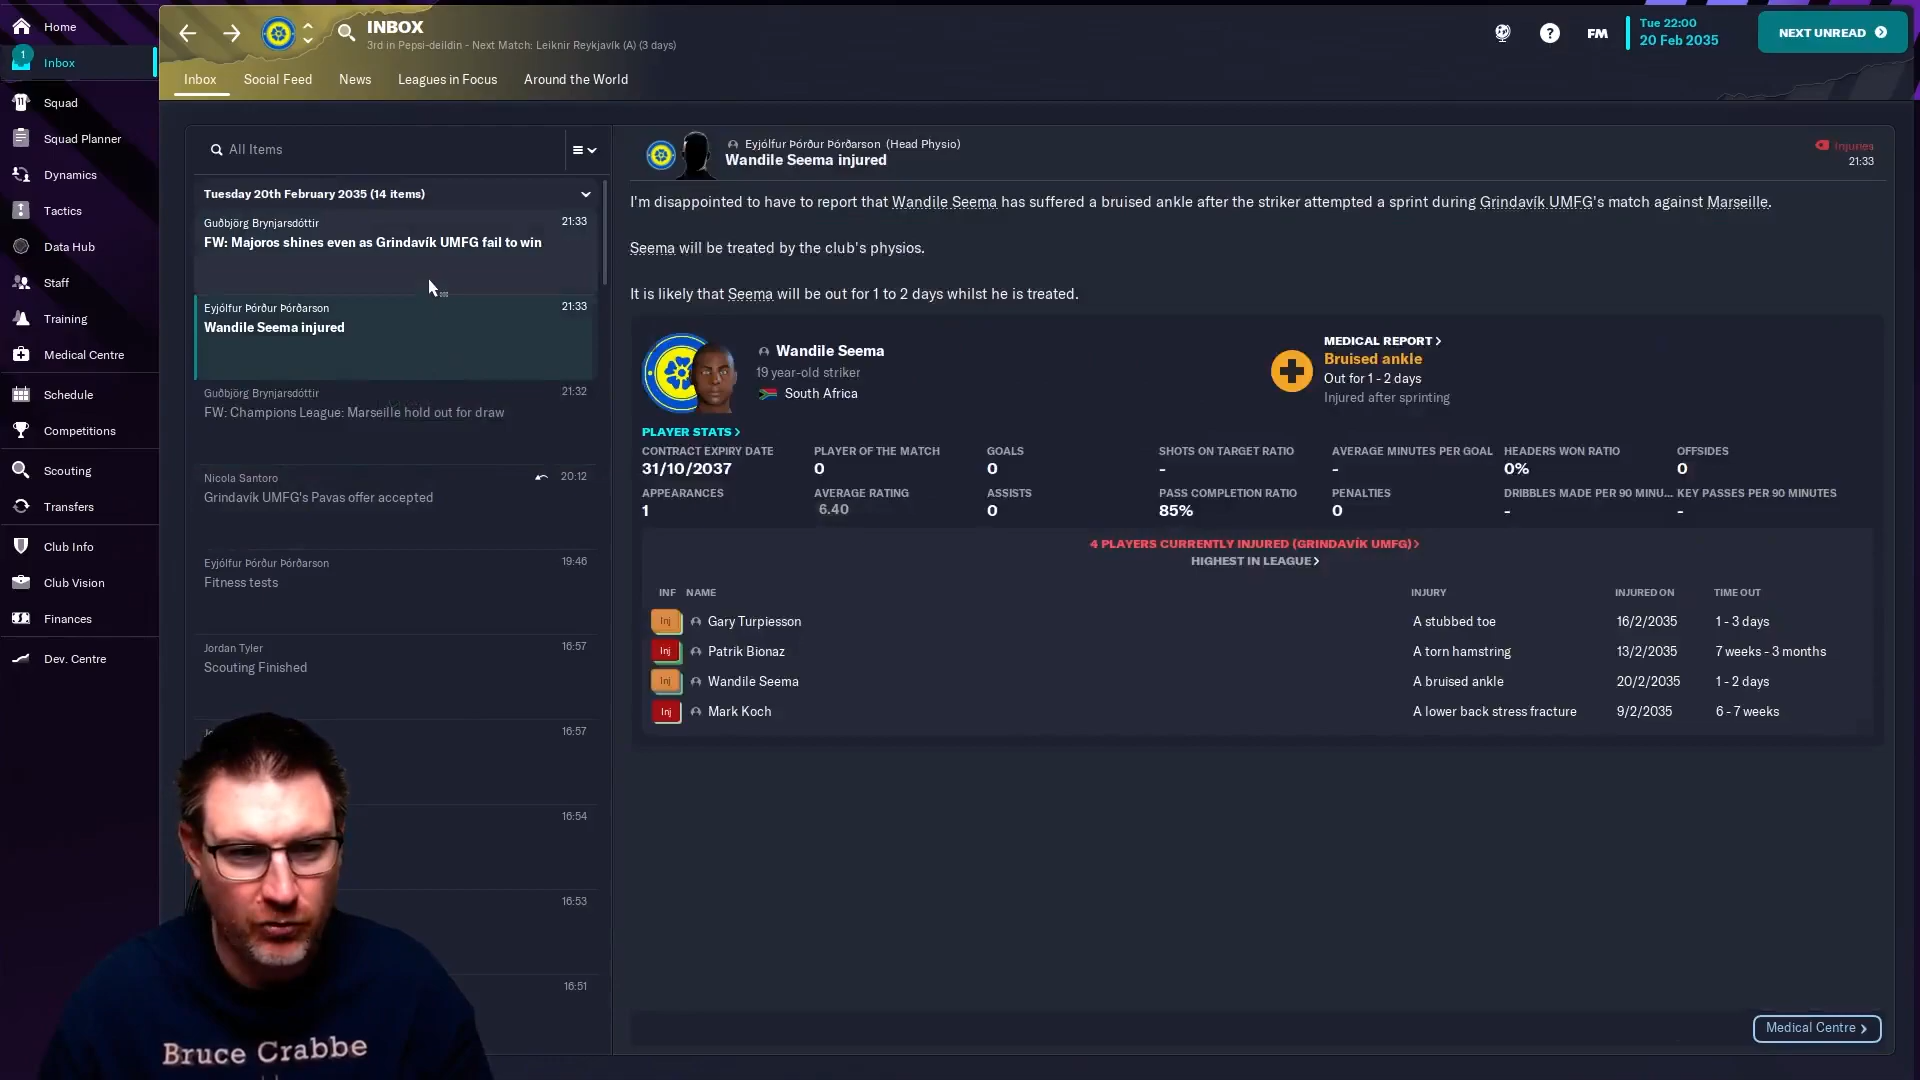 Home
1
Inbox
Squad
Squad Planner
Dynamics
Tactics
Data Hub
Staff
Training
Medical Centre
Schedule
Competitions
Scouting
Transfers
Club Info
Club Vision
Finances
Dev. Centre
INBOX
3rd in Pepsi-deildin - Next Match: Leiknir Reykjavík (A) (3 days)
FM
Tue 22:00
20 Feb 2035
NEXT UNREAD
Inbox Social Feed News Leagues in Focus Around the World
All Items
Tuesday 20th February 2035 (14 items)
Guðbjörg Brynjarsdóttir 21:33
FW: Majoros shines even as Grindavík UMFG fail to win
Eyjólfur Þórður Þórðarson 21:33
Wandile Seema injured
Guðbjörg Brynjarsdóttir 21:32
FW: Champions League: Marseille hold out for draw
Nicola Santoro 20:12
Grindavík UMFG's Pavas offer accepted
Eyjólfur Þórður Þórðarson 19:46
Fitness tests
Jordan Tyler 16:57
Scouting Finished
16:57
16:54
16:53
16:51
Bruce Crabbe
Eyjólfur Þórður Þórðarson (Head Physio)
Wandile Seema injured
Injuries
21:33
I'm disappointed to have to report that Wandile Seema has suffered a bruised ankle after the striker attempted a sprint during Grindavík UMFG's match against Marseille.
Seema will be treated by the club's physios.
It is likely that Seema will be out for 1 to 2 days whilst he is treated.
Wandile Seema
19 year-old striker
South Africa
MEDICAL REPORT
Bruised ankle
Out for 1 - 2 days
Injured after sprinting
PLAYER STATS
CONTRACT EXPIRY DATE PLAYER OF THE MATCH GOALS SHOTS ON TARGET RATIO AVERAGE MINUTES PER GOAL HEADERS WON RATIO OFFSIDES
31/10/2037 0 0 - - 0% 0
APPEARANCES AVERAGE RATING ASSISTS PASS COMPLETION RATIO PENALTIES DRIBBLES MADE PER 90 MINU... KEY PASSES PER 90 MINUTES
1 6.40 0 85% 0 - -
4 PLAYERS CURRENTLY INJURED (GRINDAVÍK UMFG)
HIGHEST IN LEAGUE
INF NAME INJURY INJURED ON TIME OUT
Inj Gary Turpiesson A stubbed toe 16/2/2035 1 - 3 days
Inj Patrik Bionaz A torn hamstring 13/2/2035 7 weeks - 3 months
Inj Wandile Seema A bruised ankle 20/2/2035 1 - 2 days
Inj Mark Koch A lower back stress fracture 9/2/2035 6 - 7 weeks
Medical Centre